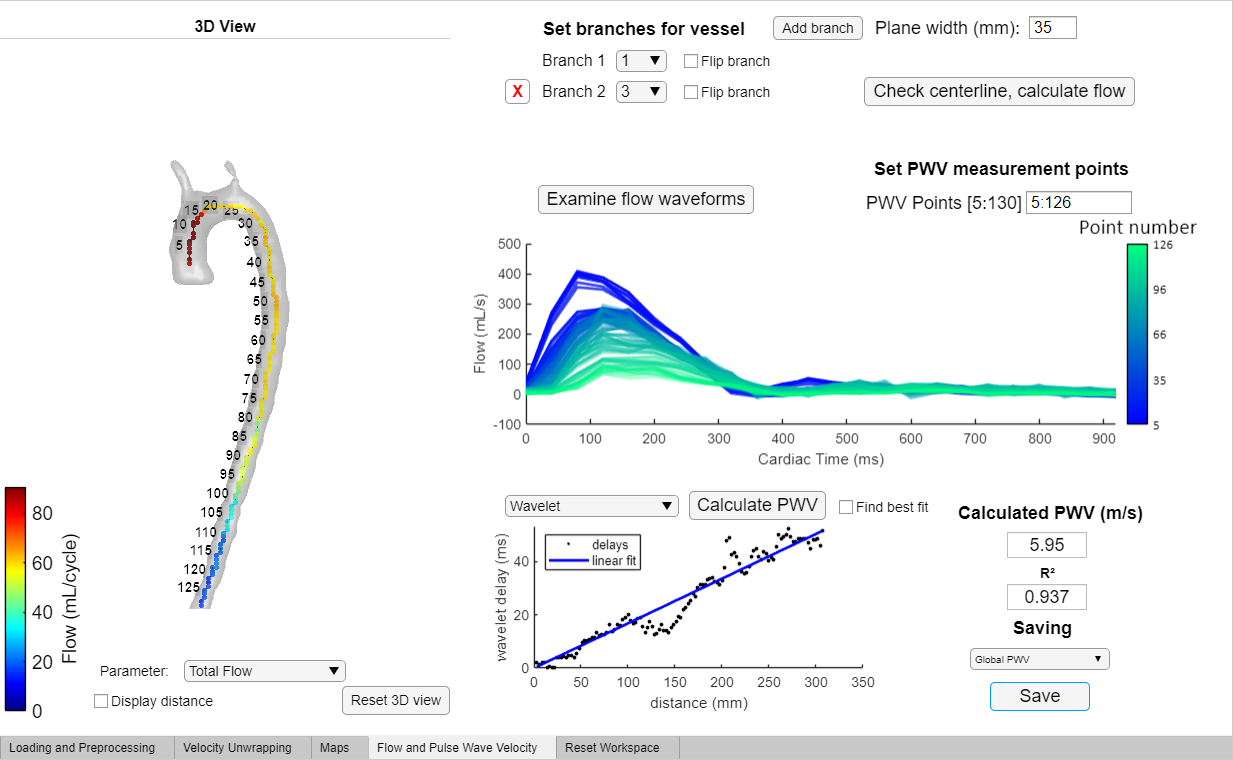 3D View
Set branches for vessel
Add branch
Plane width (mm):
35
Branch 1
1
Flip branch
X
Branch 2
3
Flip branch
Check centerline, calculate flow
Set PWV measurement points
Examine flow waveforms
PWV Points [5:130]
5:126
5
10
15
20
25
30
35
40
45
50
55
60
65
70
75
80
85
90
95
100
105
110
115
120
125
80
60
40
20
0
Flow (mL/cycle)
Point number
126
96
66
35
5
500
400
300
200
100
0
-100
Flow (mL/s)
0
100
200
300
400
500
600
700
800
900
Cardiac Time (ms)
Wavelet
Calculate PWV
Find best fit
Calculated PWV (m/s)
5.95
R²
0.937
Saving
Global PWV
Save
delays
linear fit
wavelet delay (ms)
40
20
0
0
50
100
150
200
250
300
350
distance (mm)
Parameter:
Total Flow
Display distance
Reset 3D view
Loading and Preprocessing
Velocity Unwrapping
Maps
Flow and Pulse Wave Velocity
Reset Workspace